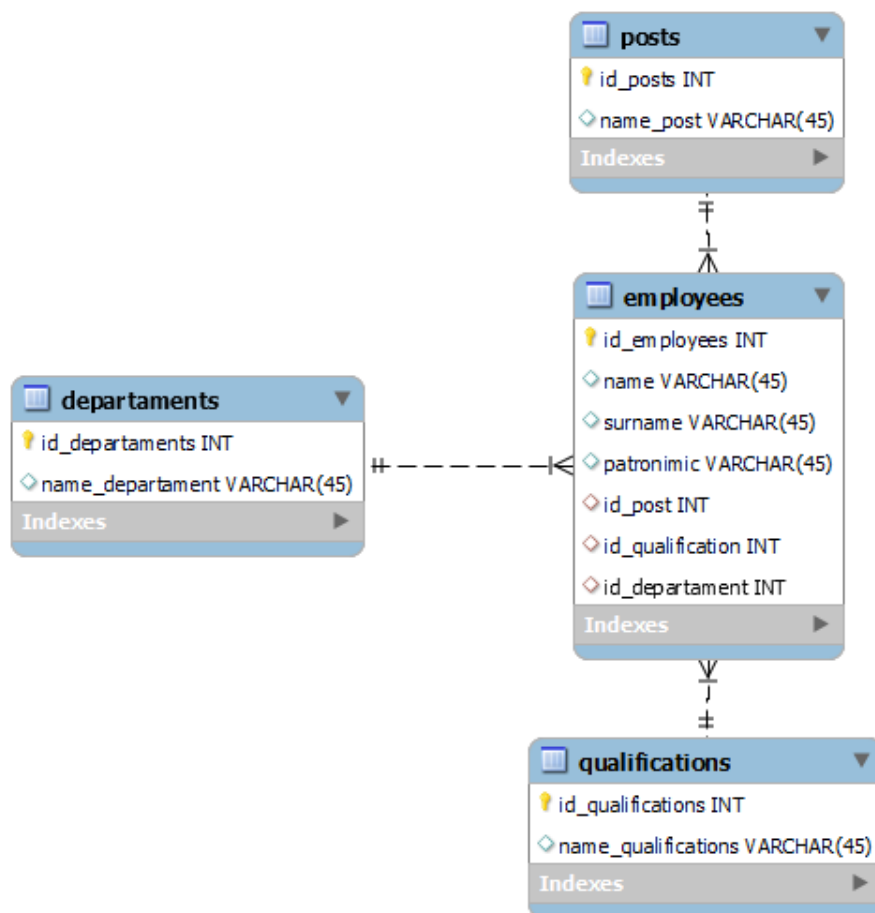 posts
id_posts INT
name_post VARCHAR(45)
Indexes
employees
id_employees INT
name VARCHAR(45)
surname VARCHAR(45)
patronimic VARCHAR(45)
id_post INT
id_qualification INT
id_departament INT
Indexes
departaments
id_departaments INT
name_departament VARCHAR(45)
Indexes
qualifications
id_qualifications INT
name_qualifications VARCHAR(45)
Indexes